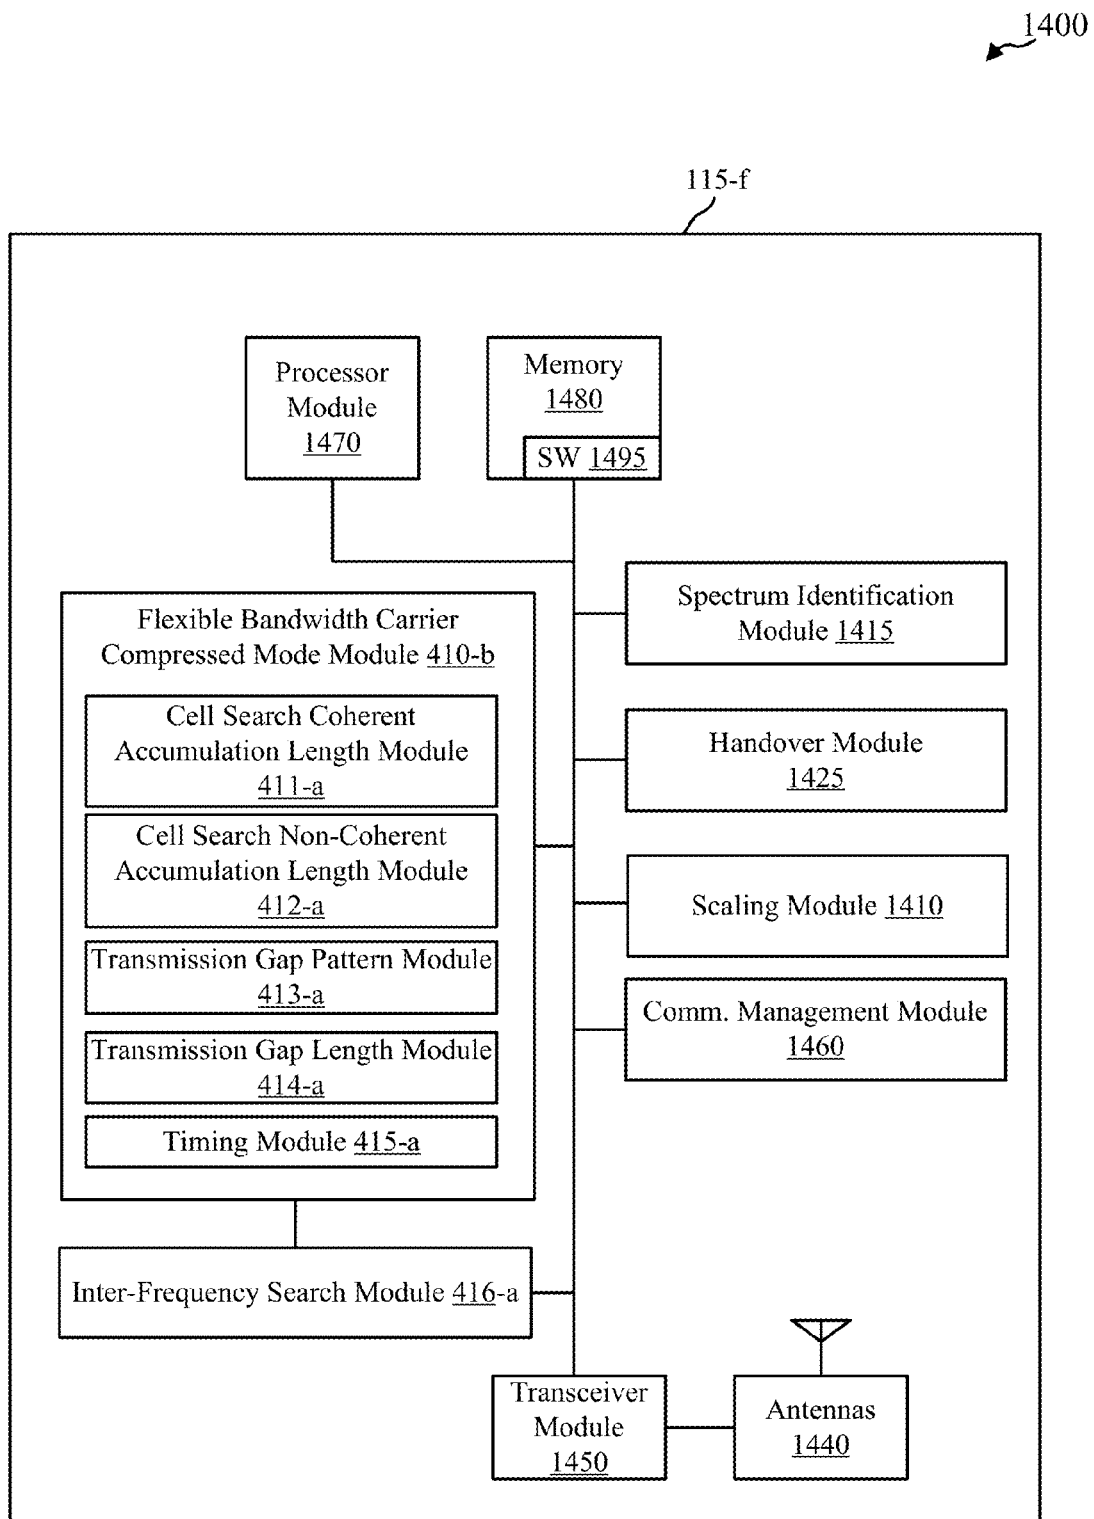 1400
115-f
Processor
Module
1470
Memory
1480
SW 1495
Flexible Bandwidth Carrier
Compressed Mode Module 410-b
Cell Search Coherent
Accumulation Length Module
411-a
Cell Search Non-Coherent
Accumulation Length Module
412-a
Transmission Gap Pattern Module
413-a
Transmission Gap Length Module
414-a
Timing Module 415-a
Inter-Frequency Search Module 416-a
Spectrum Identification
Module 1415
Handover Module
1425
Scaling Module 1410
Comm. Management Module
1460
Transceiver
Module
1450
Antennas
1440